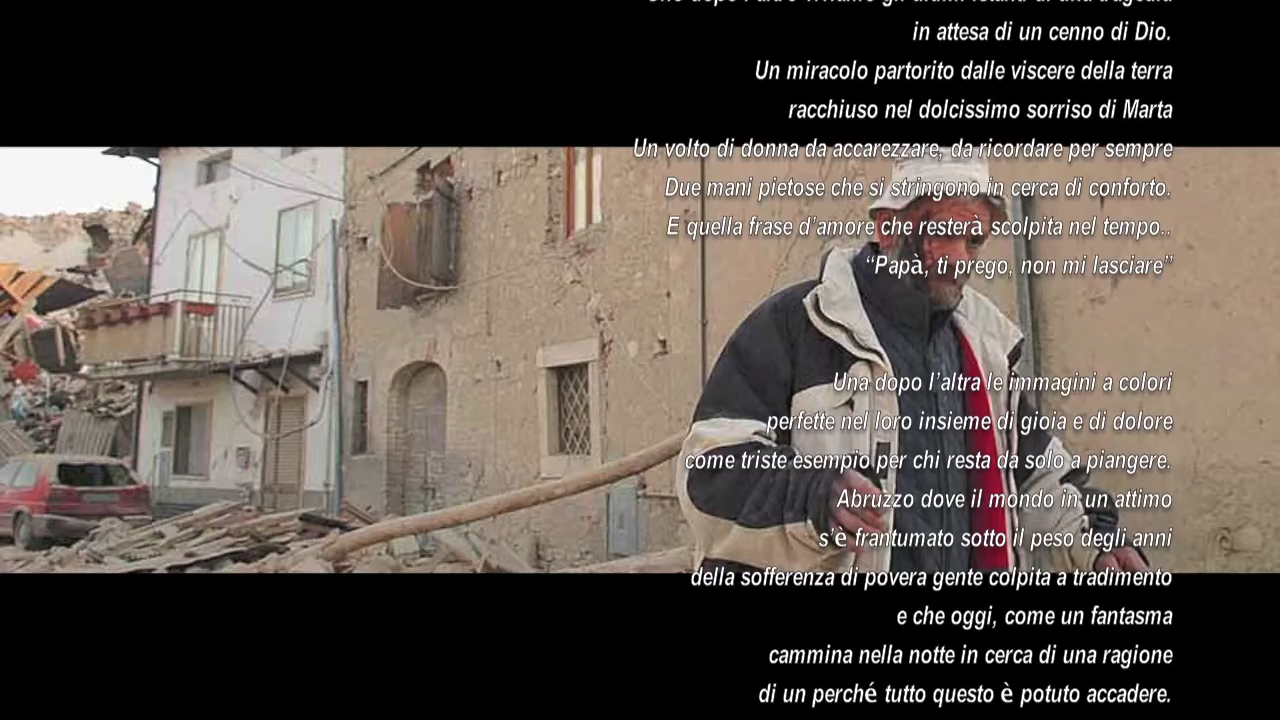 in attesa di un cenno di Dio.
Un miracolo partorito dalle viscere della terra
racchiuso nel dolcissimo sorriso di Marta
Un volto di donna da accarezzare, da ricordare per sempre
Due mani pietose che si stringono in cerca di conforto.
E quella frase d’amore che resterà scolpita nel tempo..
“Papà, ti prego, non mi lasciare”
Una dopo l’altra le immagini a colori
perfette nel loro insieme di gioia e di dolore
come triste esempio per chi resta da solo a piangere.
Abruzzo dove il mondo in un attimo
s’è frantumato sotto il peso degli anni
della sofferenza di povera gente colpita a tradimento
e che oggi, come un fantasma
cammina nella notte in cerca di una ragione
di un perché tutto questo è potuto accadere.